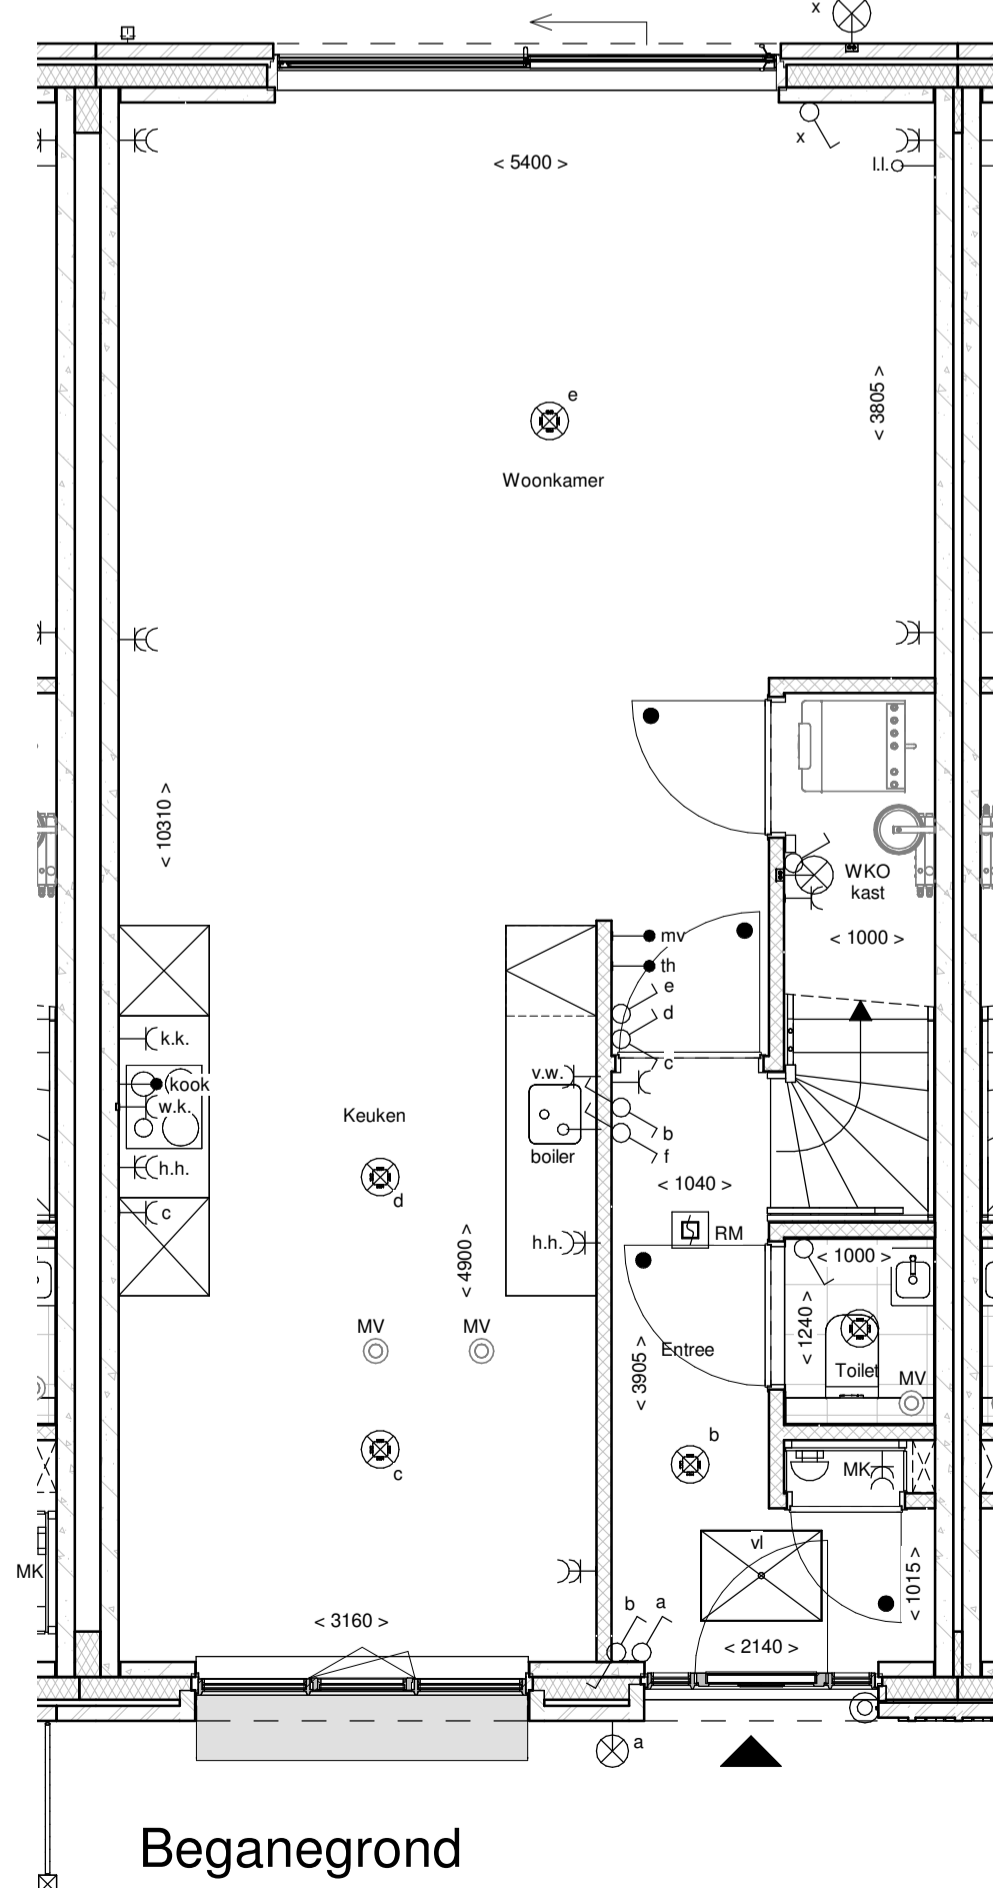 x
x
< 5400 >
l.l.
< 3805 >
e
Woonkamer
< 10310 >
WKO
kast
< 1000 >
mv
th
e
d
c
k.k.
kook
w.k.
h.h.
c
v.w.
Keuken
boiler
b
f
d
< 1040 >
h.h.
RM
< 4900 >
< 1000 >
< 1240 >
MV
MV
< 3905 >
Entree
Toilet
MV
c
b
MK
MK
vl
< 1015 >
< 3160 >
b
a
< 2140 >
a
Beganegrond